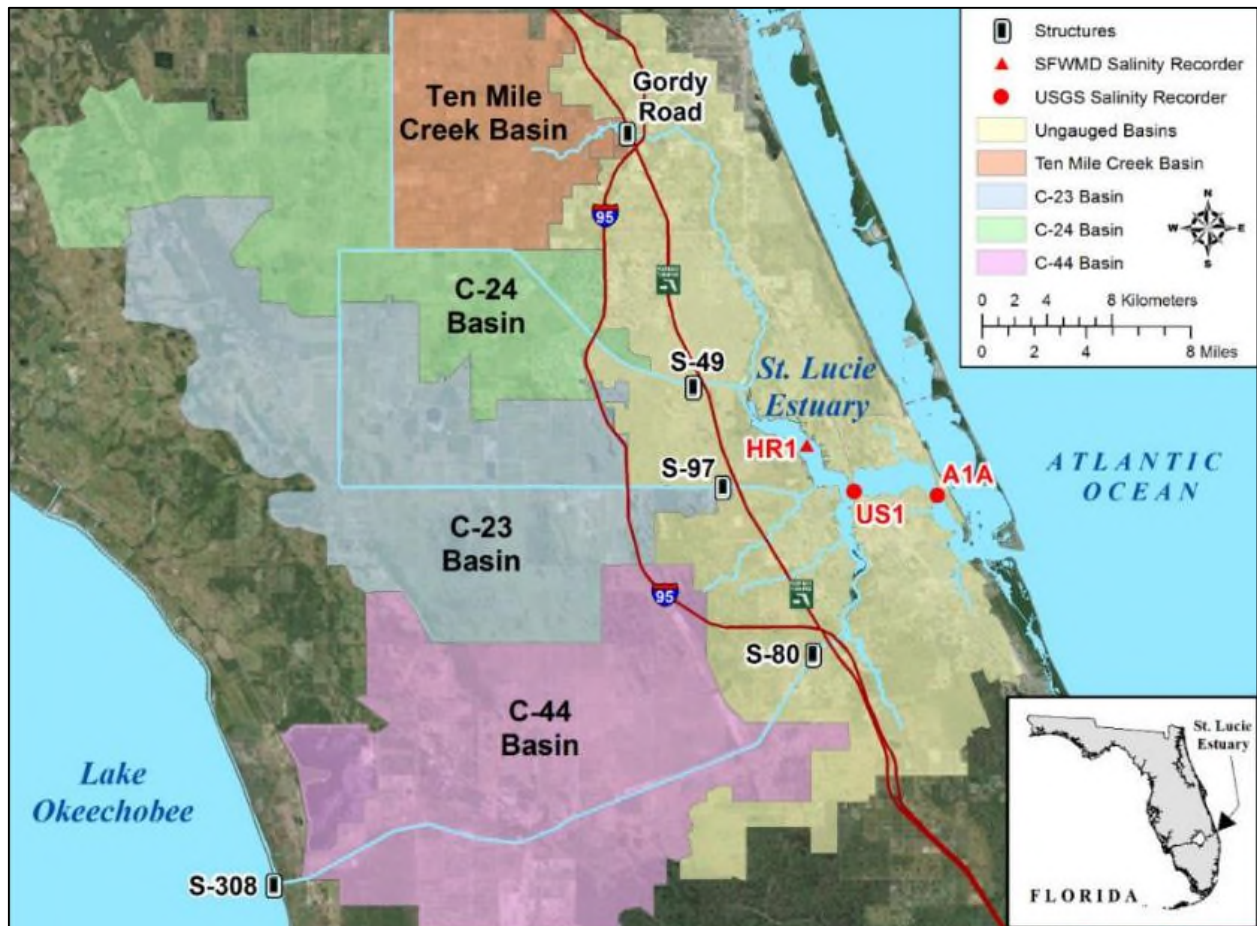 Structures
SFWMD Salinity Recorder
USGS Salinity Recorder
Ungauged Basins
Ten Mile Creek Basin
C-23 Basin
C-24 Basin
C-44 Basin
N
W E
S
0 2 4 8 Kilometers
0 2 4 8 Miles
Ten Mile
Creek Basin
Gordy
Road
95
C-24
Basin
S-49
St. Lucie
Estuary
HR1
S-97
A1A
US1
ATLANTIC
OCEAN
C-23
Basin
95
S-80
C-44
Basin
Lake
Okeechobee
S-308
St. Lucie
Estuary
FLORIDA